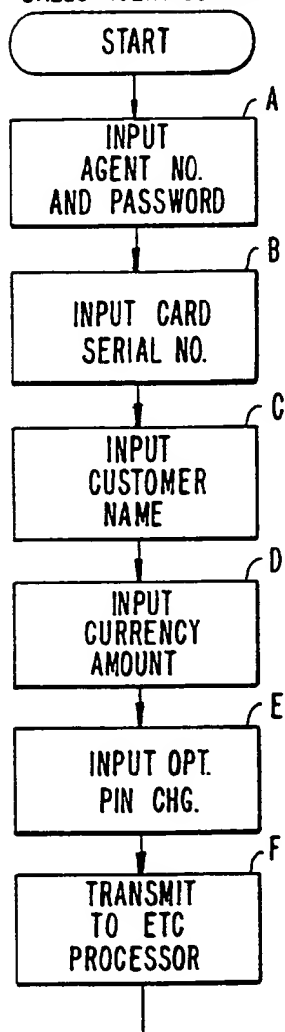 START
A
INPUT
AGENT NO.
AND PASSWORD
B
INPUT CARD
SERIAL NO.
C
INPUT
CUSTOMER
NAME
D
INPUT
CURRENCY
AMOUNT
E
INPUT OPT.
PIN CHG.
F
TRANSMIT
TO ETC
PROCESSOR